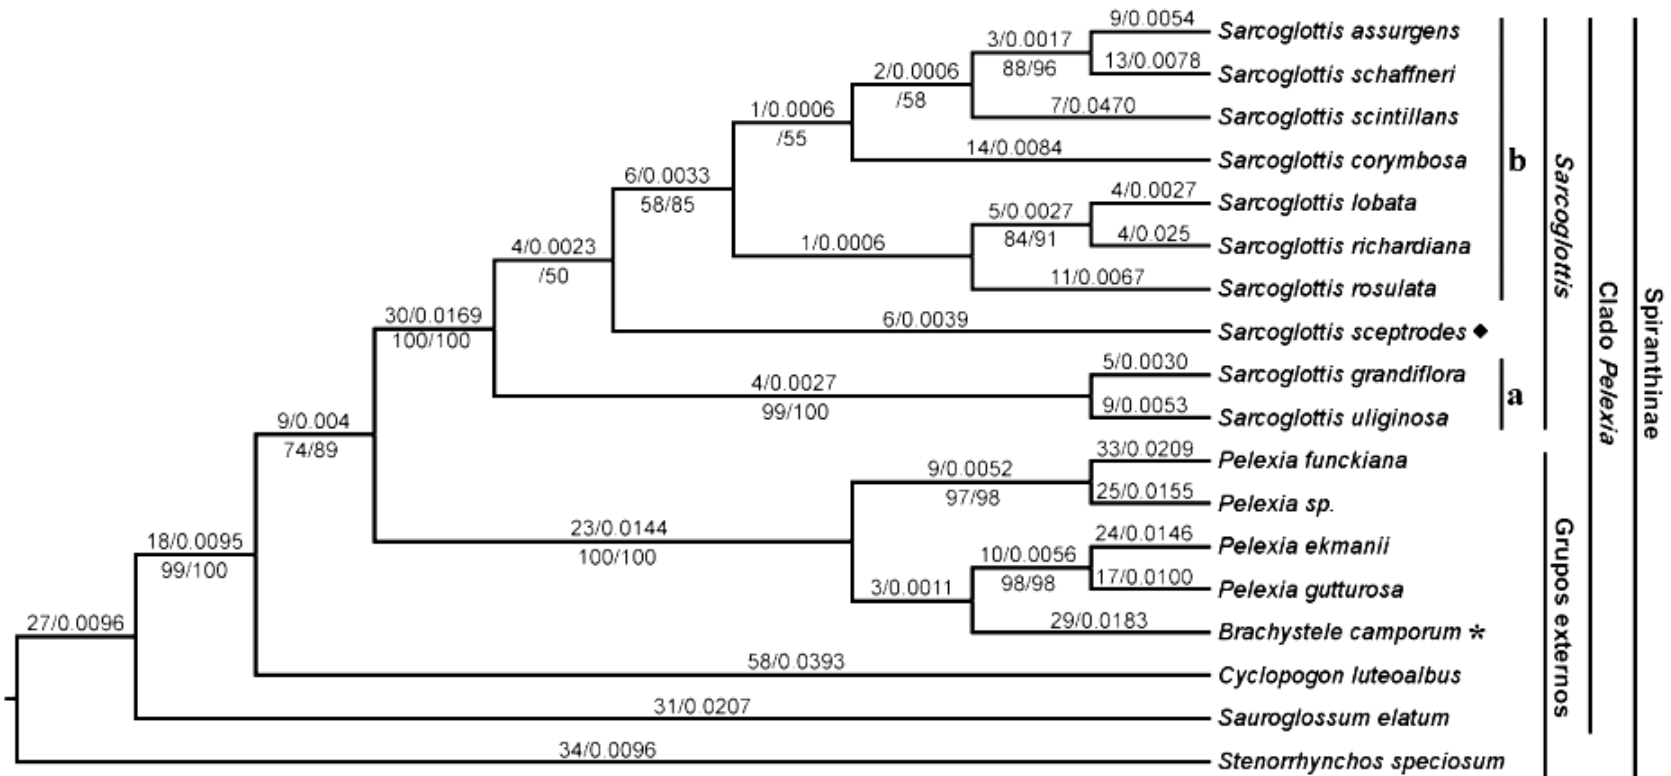 9/0.0054
Sarcoglottis assurgens
3/0.0017
88/96
13/0.0078
Sarcoglottis schaffneri
2/0.0006
/58
7/0.0470
Sarcoglottis scintillans
1/0.0006
/55
14/0.0084
Sarcoglottis corymbosa
b
6/0.0033
58/85
4/0.0027
Sarcoglottis lobata
5/0.0027
84/91
4/0.025
Sarcoglottis richardiana
4/0.0023
/50
1/0.0006
11/0.0067
Sarcoglottis rosulata
30/0.0169
100/100
6/0.0039
Sarcoglottis sceptrodes ◆
5/0.0030
Sarcoglottis grandiflora
4/0.0027
99/100
a
9/0.0053
Sarcoglottis uliginosa
9/0.004
74/89
33/0.0209
Pelexia funckiana
9/0.0052
97/98
25/0.0155
Pelexia sp.
23/0.0144
100/100
24/0.0146
Pelexia ekmanii
10/0.0056
98/98
17/0.0100
Pelexia gutturosa
18/0.0095
99/100
3/0.0011
29/0.0183
Brachystele camporum *
27/0.0096
58/0.0393
Cyclopogon luteoalbus
31/0.0207
Sauroglossum elatum
34/0.0096
Stenorrhynchos speciosum
Sarcoglottis
Grupos externos
Clado Pelexia
Spiranthinae